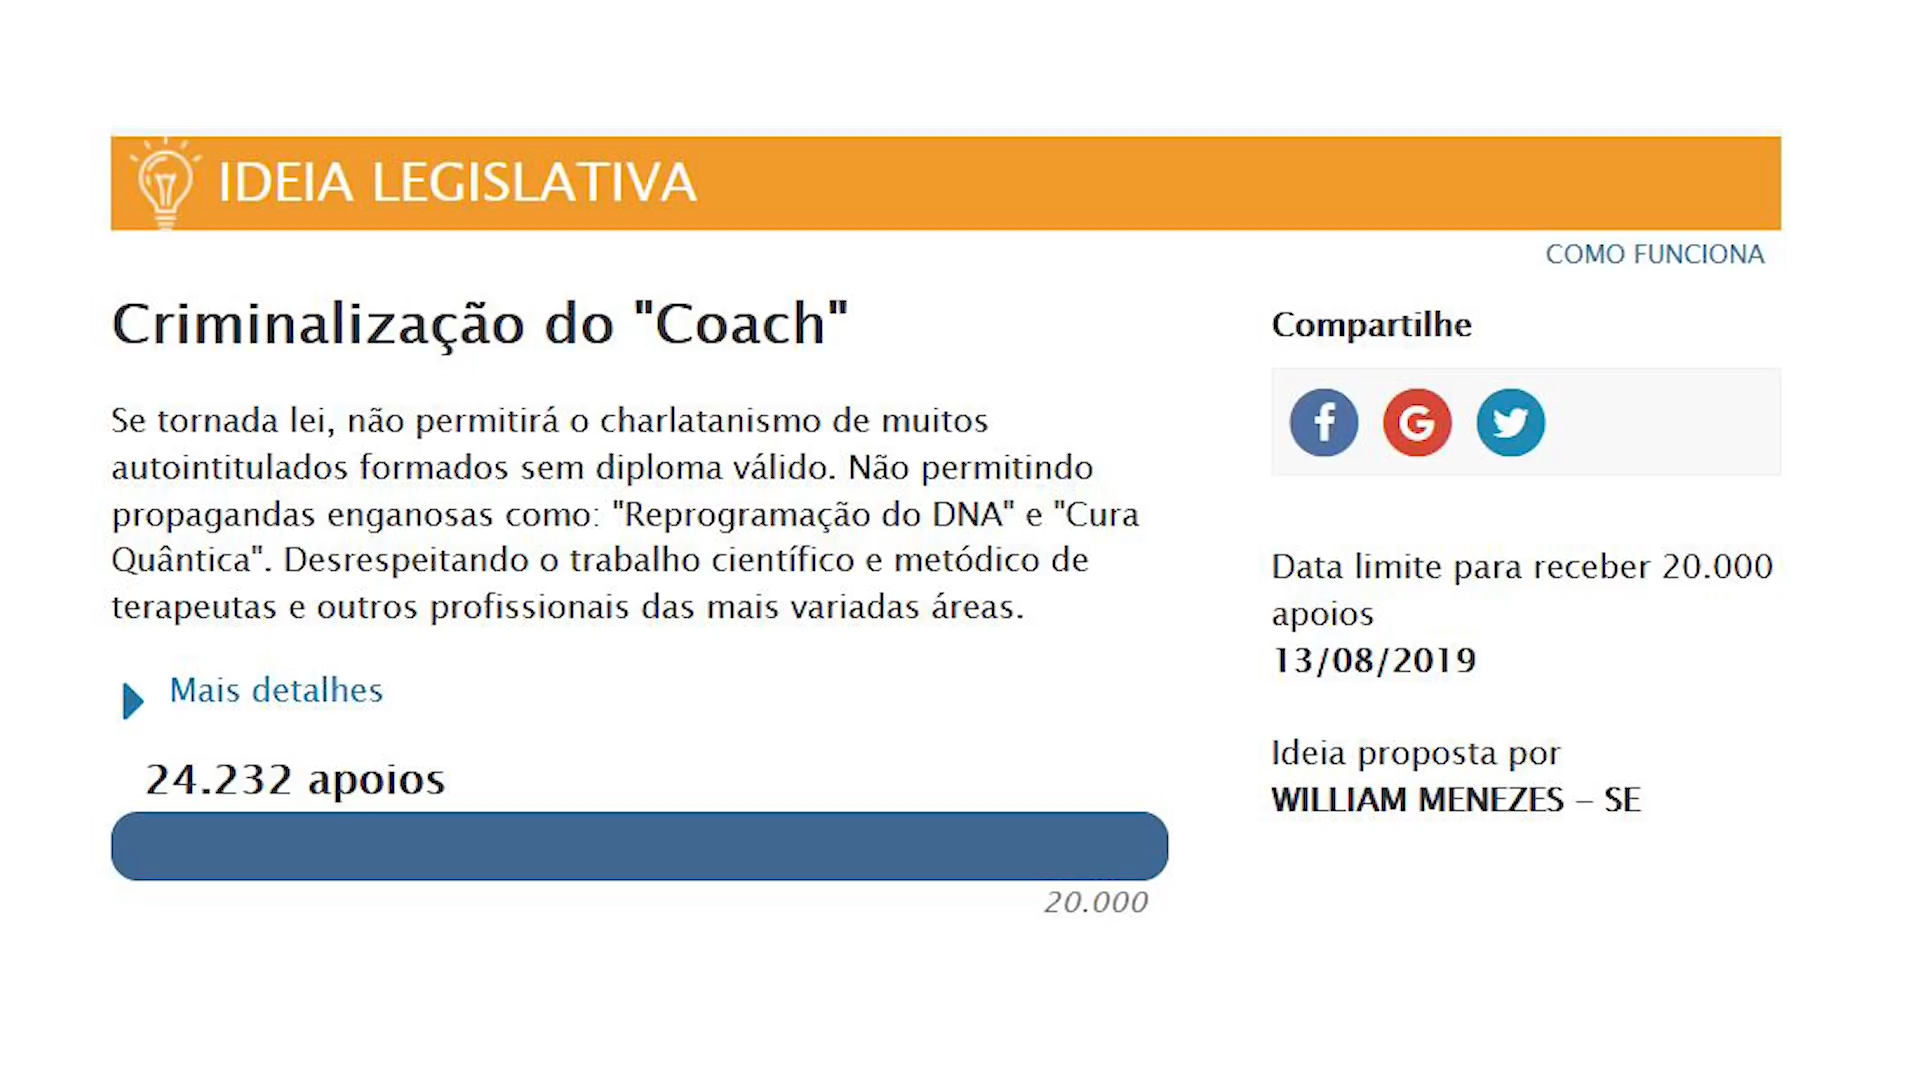 IDEIA LEGISLATIVA
COMO FUNCIONA
Criminalização do "Coach"
Se tornada lei, não permitirá o charlatanismo de muitos
autointitulados formados sem diploma válido. Não permitindo
propagandas enganosas como: "Reprogramação do DNA" e "Cura
Quântica". Desrespeitando o trabalho científico e metódico de
terapeutas e outros profissionais das mais variadas áreas.
Mais detalhes
24.232 apoios
20.000
Compartilhe
Data limite para receber 20.000
apoios
13/08/2019
Ideia proposta por
WILLIAM MENEZES – SE